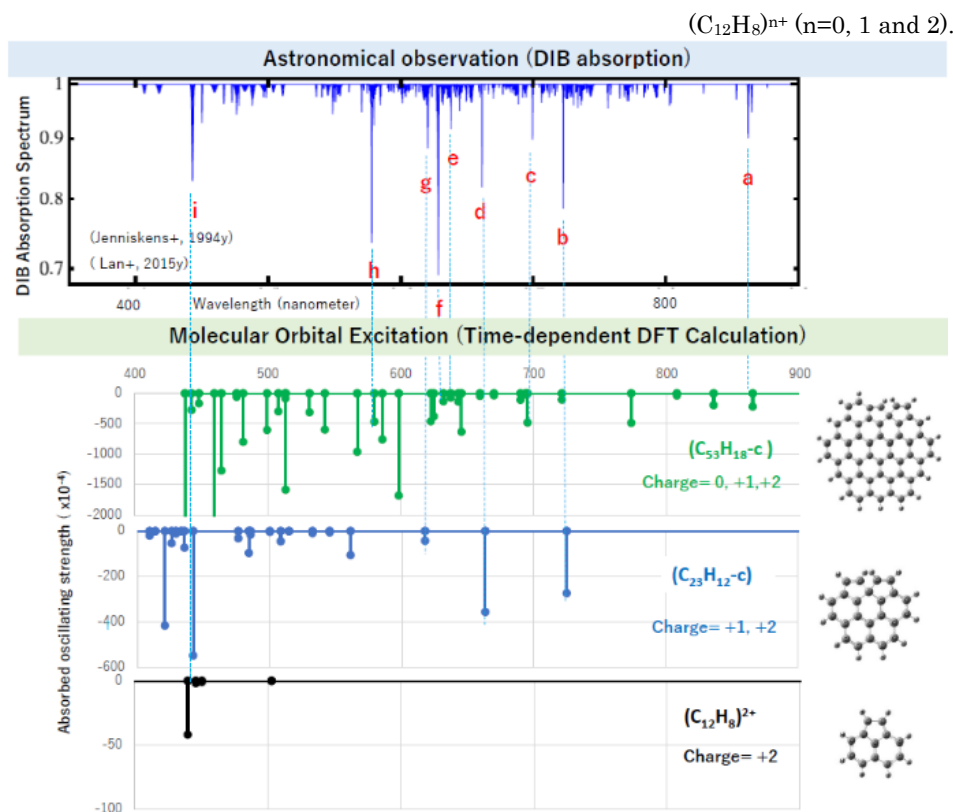 (C₁₂H₈)ⁿ⁺ (n=0, 1 and 2).
Astronomical observation (DIB absorption)
DIB Absorption Spectrum
1
0.9
0.8
0.7
a
b
c
d
e
f
g
h
i
(Jenniskens+, 1994y)
( Lan+, 2015y)
400
Wavelength (nanometer)
600
800
Molecular Orbital Excitation (Time-dependent DFT Calculation)
400 500 600 700 800 900
Absorbed oscillating strength ( x10⁻⁴)
0
-500
-1000
-1500
-2000
(C₅₃H₁₈-c )
Charge= 0, +1,+2
0
-200
-400
-600
(C₂₃H₁₂-c)
Charge= +1, +2
0
-50
-100
(C₁₂H₈)²⁺
Charge= +2